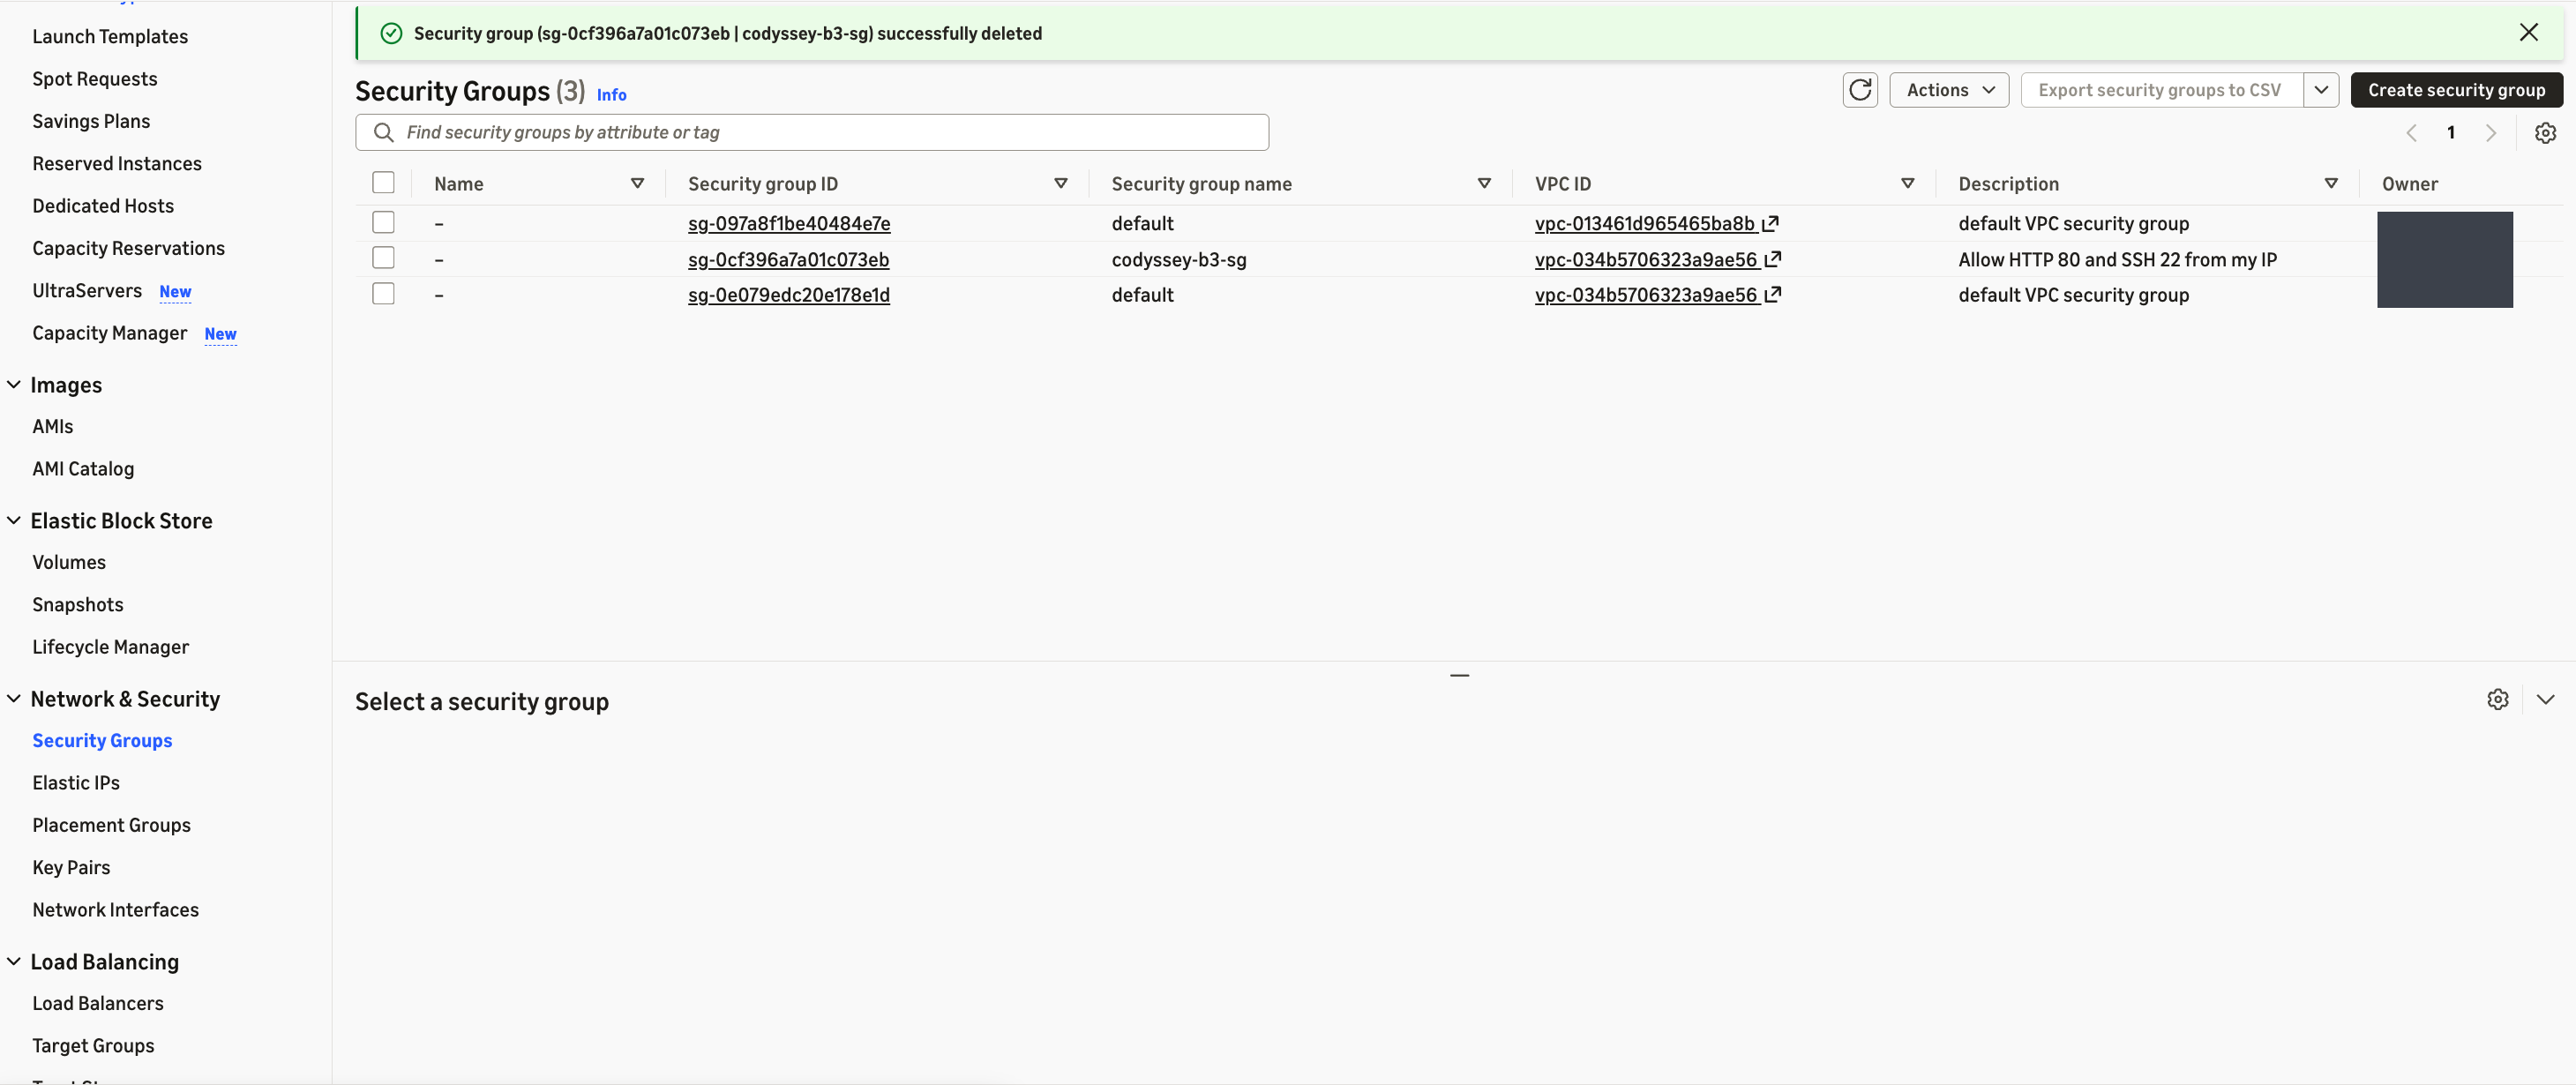 Launch Templates
Spot Requests
Savings Plans
Reserved Instances
Dedicated Hosts
Capacity Reservations
UltraServers New
Capacity Manager New
Images
AMIs
AMI Catalog
Elastic Block Store
Volumes
Snapshots
Lifecycle Manager
Network & Security
Security Groups
Elastic IPs
Placement Groups
Key Pairs
Network Interfaces
Load Balancing
Load Balancers
Target Groups
Security group (sg-0cf396a7a01c073eb | codyssey-b3-sg) successfully deleted
Security Groups (3) Info
Actions
Export security groups to CSV
Create security group
Find security groups by attribute or tag
1
Name Security group ID Security group name VPC ID Description Owner
– sg-097a8f1be40484e7e default vpc-013461d965465ba8b default VPC security group
– sg-0cf396a7a01c073eb codyssey-b3-sg vpc-034b5706323a9ae56 Allow HTTP 80 and SSH 22 from my IP
– sg-0e079edc20e178e1d default vpc-034b5706323a9ae56 default VPC security group
Select a security group